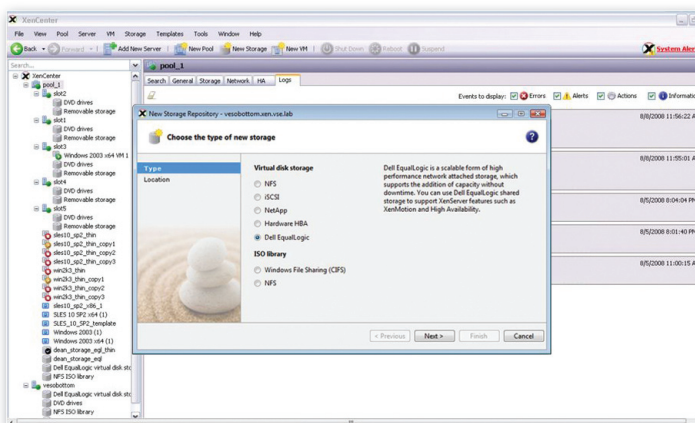 XenCenter
File View Pool Server VM Storage Templates Tools Window Help
Back Forward Add New Server New Pool New Storage New VM Shut Down Reboot Suspend System Aler
Search...
XenCenter
pool_1
slot2
DVD drives
Removable storage
slot1
DVD drives
Removable storage
slot3
Windows 2003 x64 VM 1
DVD drives
Removable storage
slot4
DVD drives
Removable storage
slot5
DVD drives
Removable storage
sles10_sp2_thin
sles10_sp2_thin_copy1
sles10_sp2_thin_copy2
sles10_sp2_thin_copy3
win2k3_thin
win2k3_thin_copy1
win2k3_thin_copy2
win2k3_thin_copy3
sles10_sp2_x86_1
SLES 10 SP2 x64 (1)
SLES_10_SP2_template
Windows 2003 (1)
Windows 2003 x64 (1)
dean_storage_eql_thin
dean_storage_eql
Dell EqualLogic virtual disk sto
NFS ISO library
vesobottom
Dell EqualLogic virtual disk sto
DVD drives
NFS ISO library
pool_1
Search General Storage Network HA Logs
Events to display: Errors Alerts Actions Informatio
8/8/2008 11:56:22 A
8/8/2008 11:55:01 A
8/5/2008 8:04:04 PM
8/5/2008 8:01:40 PM
8/5/2008 11:00:15 A
New Storage Repository - vesobottom.xen.vse.lab
Choose the type of new storage
Type
Location
Virtual disk storage
NFS
iSCSI
NetApp
Hardware HBA
Dell EqualLogic
ISO library
Windows File Sharing (CIFS)
NFS
Dell EqualLogic is a scalable form of high
performance network attached storage, which
supports the addition of capacity without
downtime. You can use Dell EqualLogic shared
storage to support XenServer features such as
XenMotion and High Availability.
< Previous Next > Finish Cancel